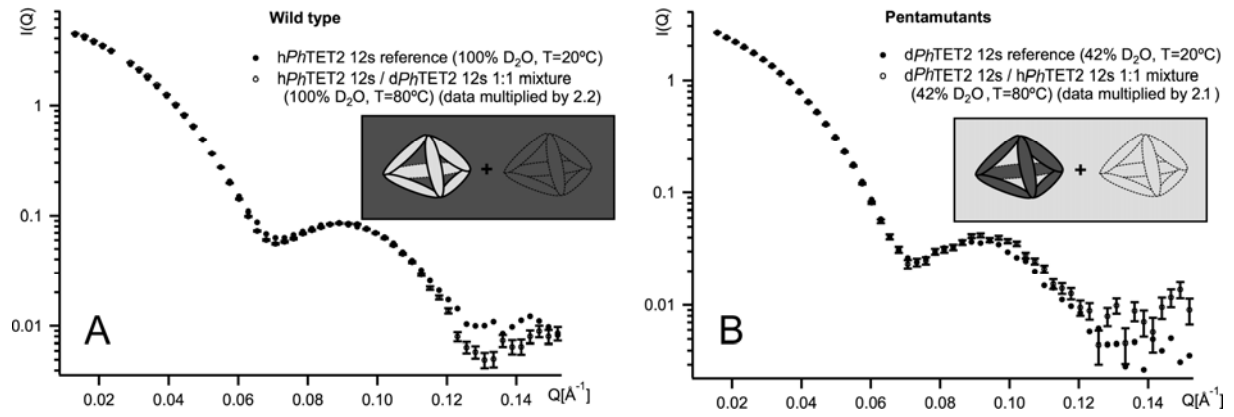 I(Q)
Wild type
hPhTET2 12s reference (100% D₂O, T=20ºC)
hPhTET2 12s / dPhTET2 12s 1:1 mixture
(100% D₂O, T=80ºC) (data multiplied by 2.2)
+
1
0.1
0.01
A
0.02 0.04 0.06 0.08 0.10 0.12 0.14 Q[Å⁻¹]
I(Q)
Pentamutants
dPhTET2 12s reference (42% D₂O, T=20ºC)
dPhTET2 12s / hPhTET2 12s 1:1 mixture
(42% D₂O, T=80ºC) (data multiplied by 2.1 )
+
1
0.1
0.01
B
0.02 0.04 0.06 0.08 0.10 0.12 0.14 Q[Å⁻¹]